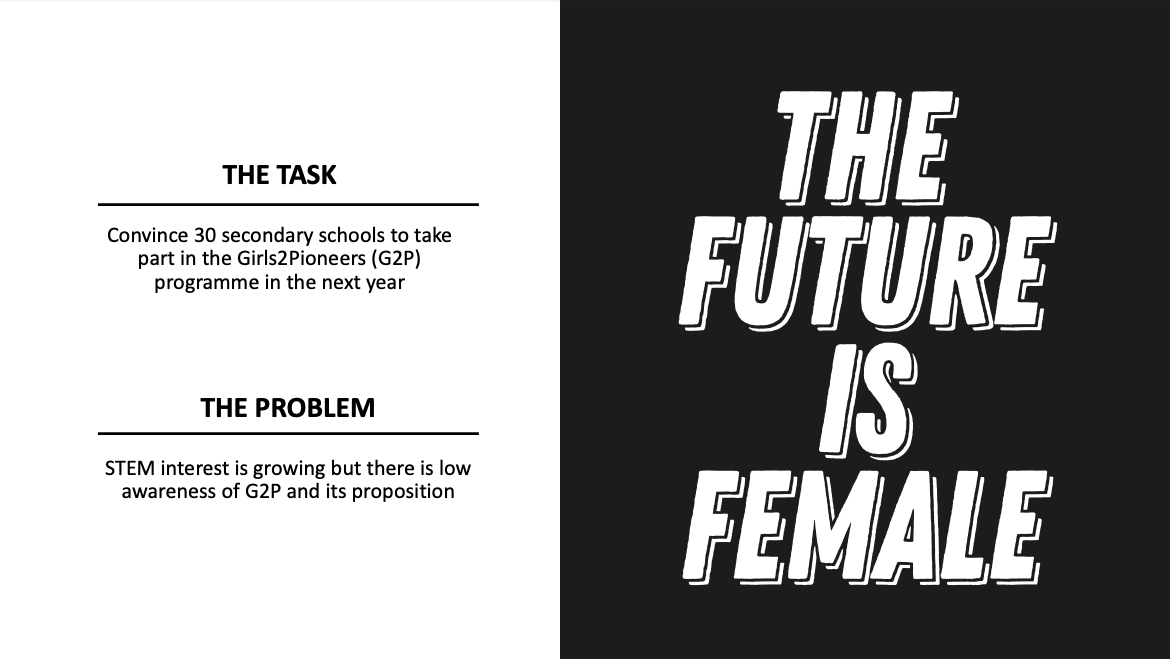 THE TASK
Convince 30 secondary schools to take
part in the Girls2Pioneers (G2P)
programme in the next year
THE PROBLEM
STEM interest is growing but there is low
awareness of G2P and its proposition
THE
FUTURE
IS
FEMALE